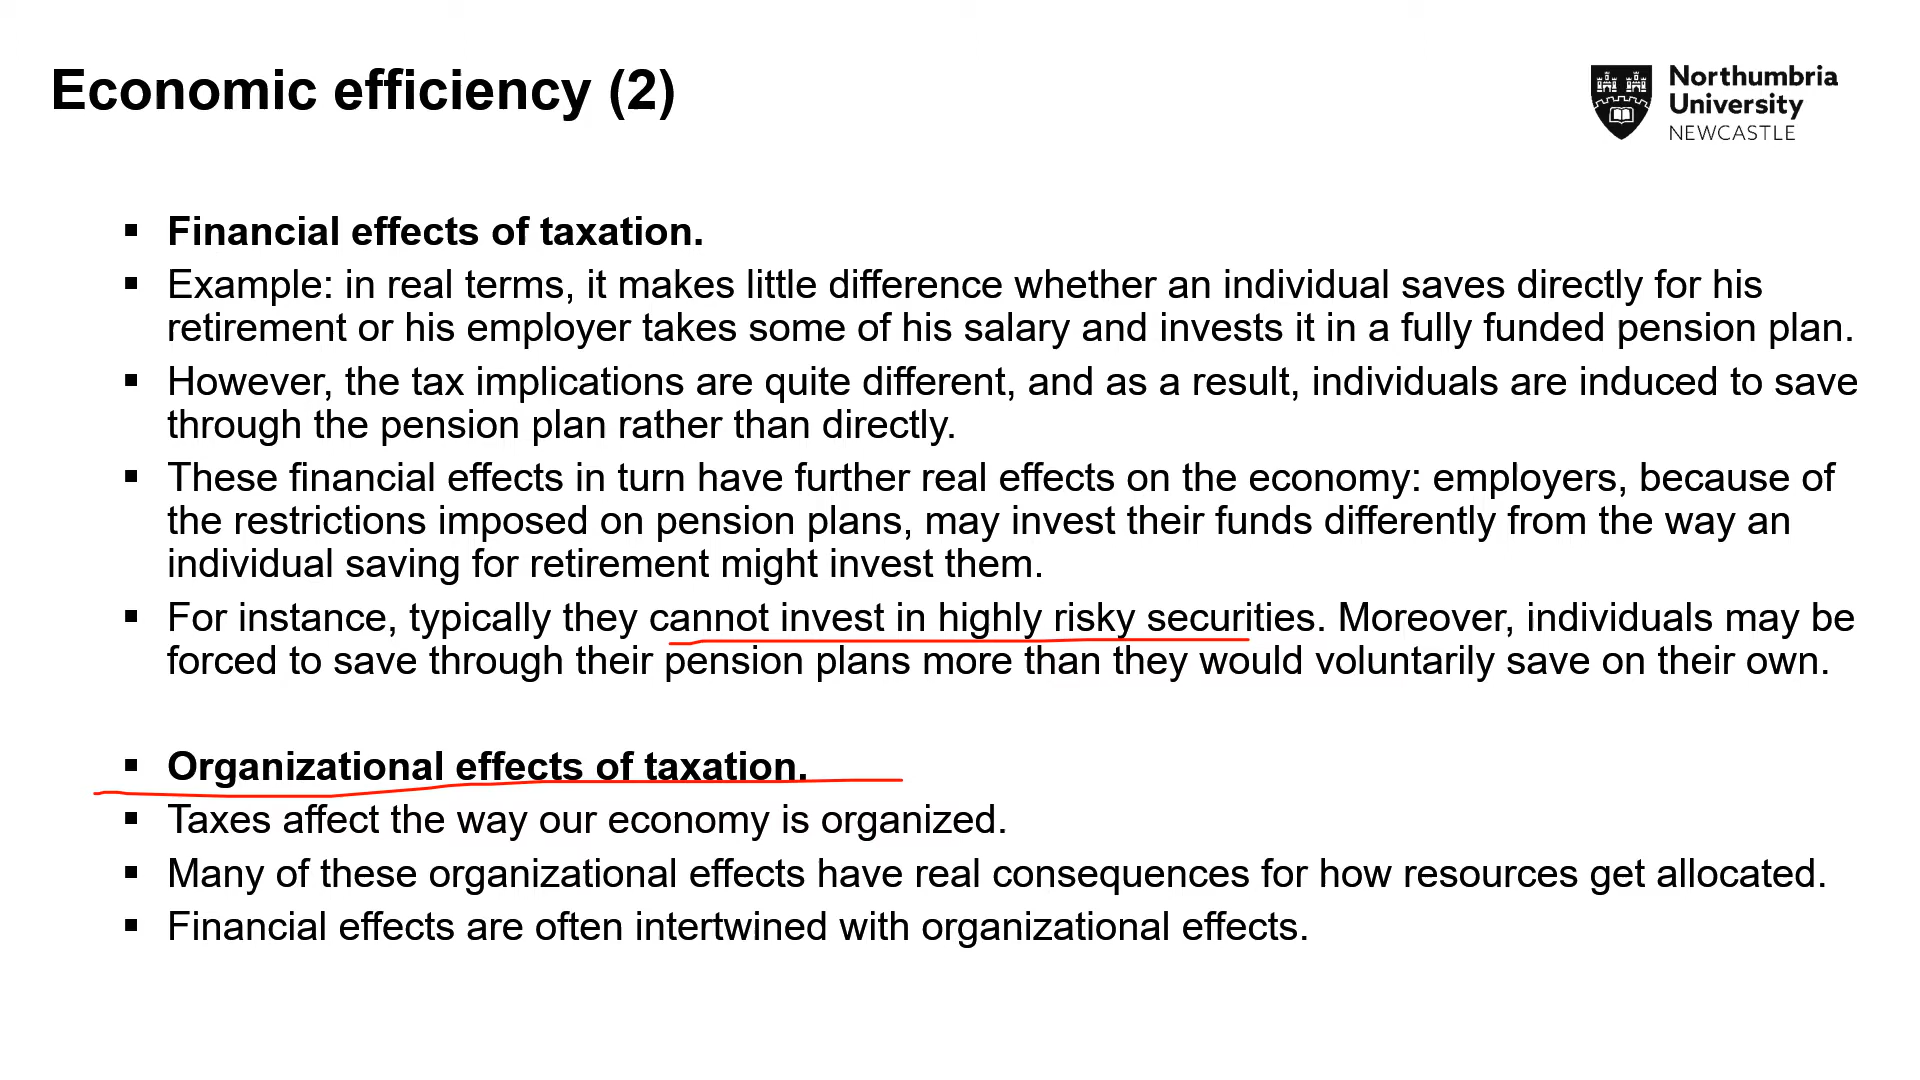 Economic efficiency (2)
Northumbria
University
NEWCASTLE
▪ Financial effects of taxation.
▪ Example: in real terms, it makes little difference whether an individual saves directly for his
retirement or his employer takes some of his salary and invests it in a fully funded pension plan.
▪ However, the tax implications are quite different, and as a result, individuals are induced to save
through the pension plan rather than directly.
▪ These financial effects in turn have further real effects on the economy: employers, because of
the restrictions imposed on pension plans, may invest their funds differently from the way an
individual saving for retirement might invest them.
▪ For instance, typically they cannot invest in highly risky securities. Moreover, individuals may be
forced to save through their pension plans more than they would voluntarily save on their own.
▪ Organizational effects of taxation.
▪ Taxes affect the way our economy is organized.
▪ Many of these organizational effects have real consequences for how resources get allocated.
▪ Financial effects are often intertwined with organizational effects.